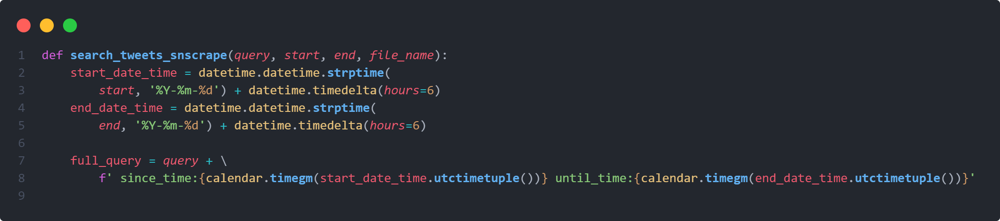 1 def search_tweets_snscrape(query, start, end, file_name):
2     start_date_time = datetime.datetime.strptime(
3         start, '%Y-%m-%d') + datetime.timedelta(hours=6)
4     end_date_time = datetime.datetime.strptime(
5         end, '%Y-%m-%d') + datetime.timedelta(hours=6)
6
7     full_query = query + \
8         f' since_time:{calendar.timegm(start_date_time.utctimetuple())} until_time:{calendar.timegm(end_date_time.utctimetuple())}'
9